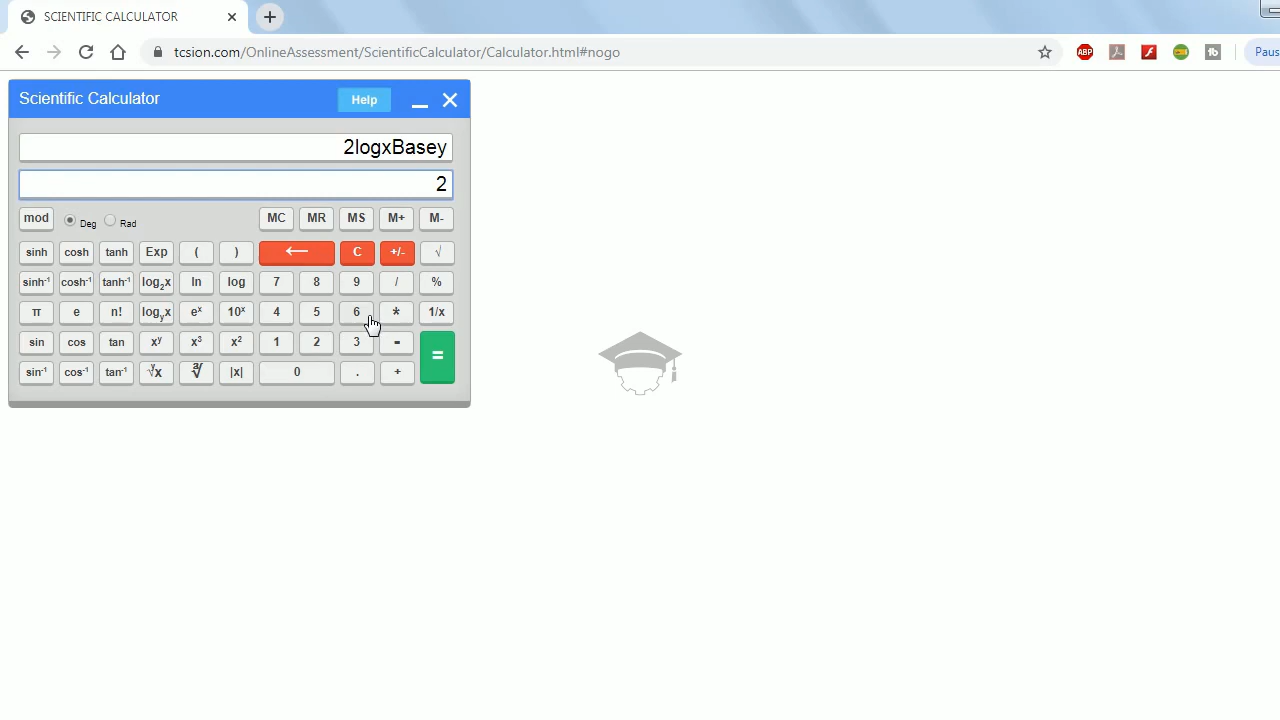 SCIENTIFIC CALCULATOR
tcsion.com/OnlineAssessment/ScientificCalculator/Calculator.html#nogo
ABP
Paus
Scientific Calculator Help
2logxBasey
2
mod Deg Rad MC MR MS M+ M-
sinh cosh tanh Exp ( ) ← C +/- √
sinh⁻¹ cosh⁻¹ tanh⁻¹ log₂x ln log 7 8 9 / %
π e n! logᵧx eˣ 10ˣ 4 5 6 * 1/x
sin cos tan xʸ x³ x² 1 2 3 - =
sin⁻¹ cos⁻¹ tan⁻¹ ʸ√x ∛ |x| 0 . +